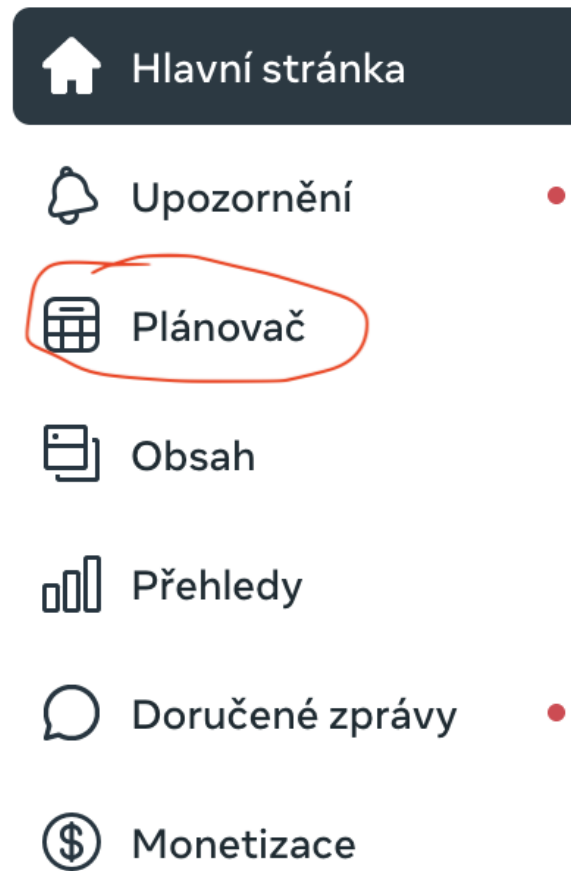 Hlavní stránka
Upozornění
Plánovač
Obsah
Přehledy
Doručené zprávy
Monetizace